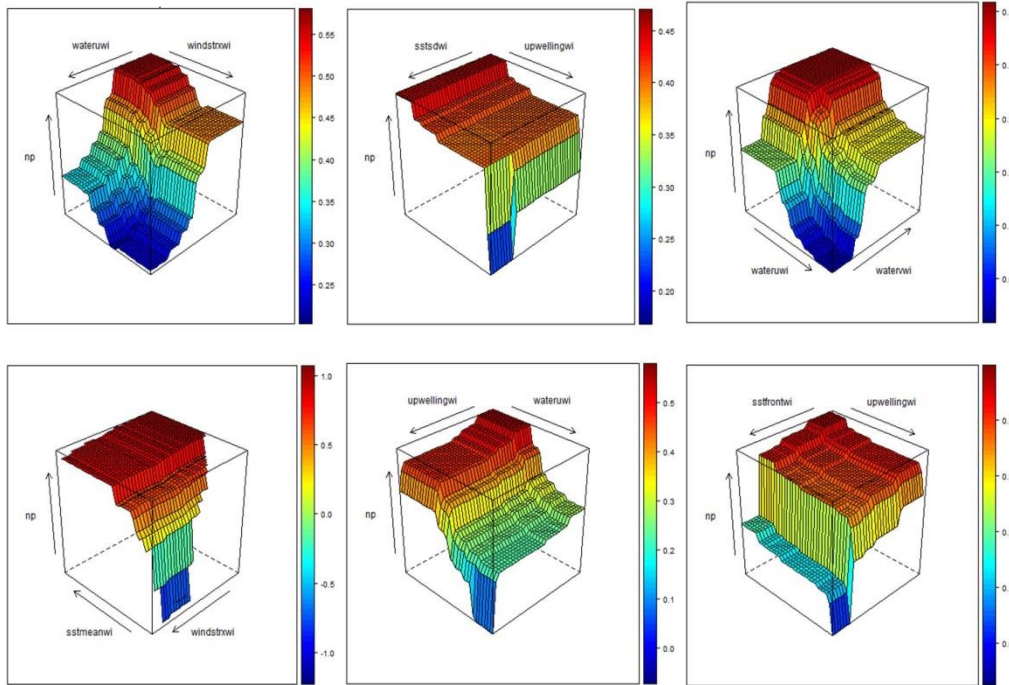 wateruwi windstrxwi
np
0.55
0.50
0.45
0.40
0.35
0.30
0.25
sstsdwi upwellingwi
np
0.45
0.40
0.35
0.30
0.25
0.20
np
wateruwi watervwi
1.0
0.5
0.0
-0.5
-1.0
np
sstmeanwi windstrxwi
upwellingwi wateruwi
np
0.5
0.4
0.3
0.2
0.1
0.0
sstfrontwi upwellingwi
np